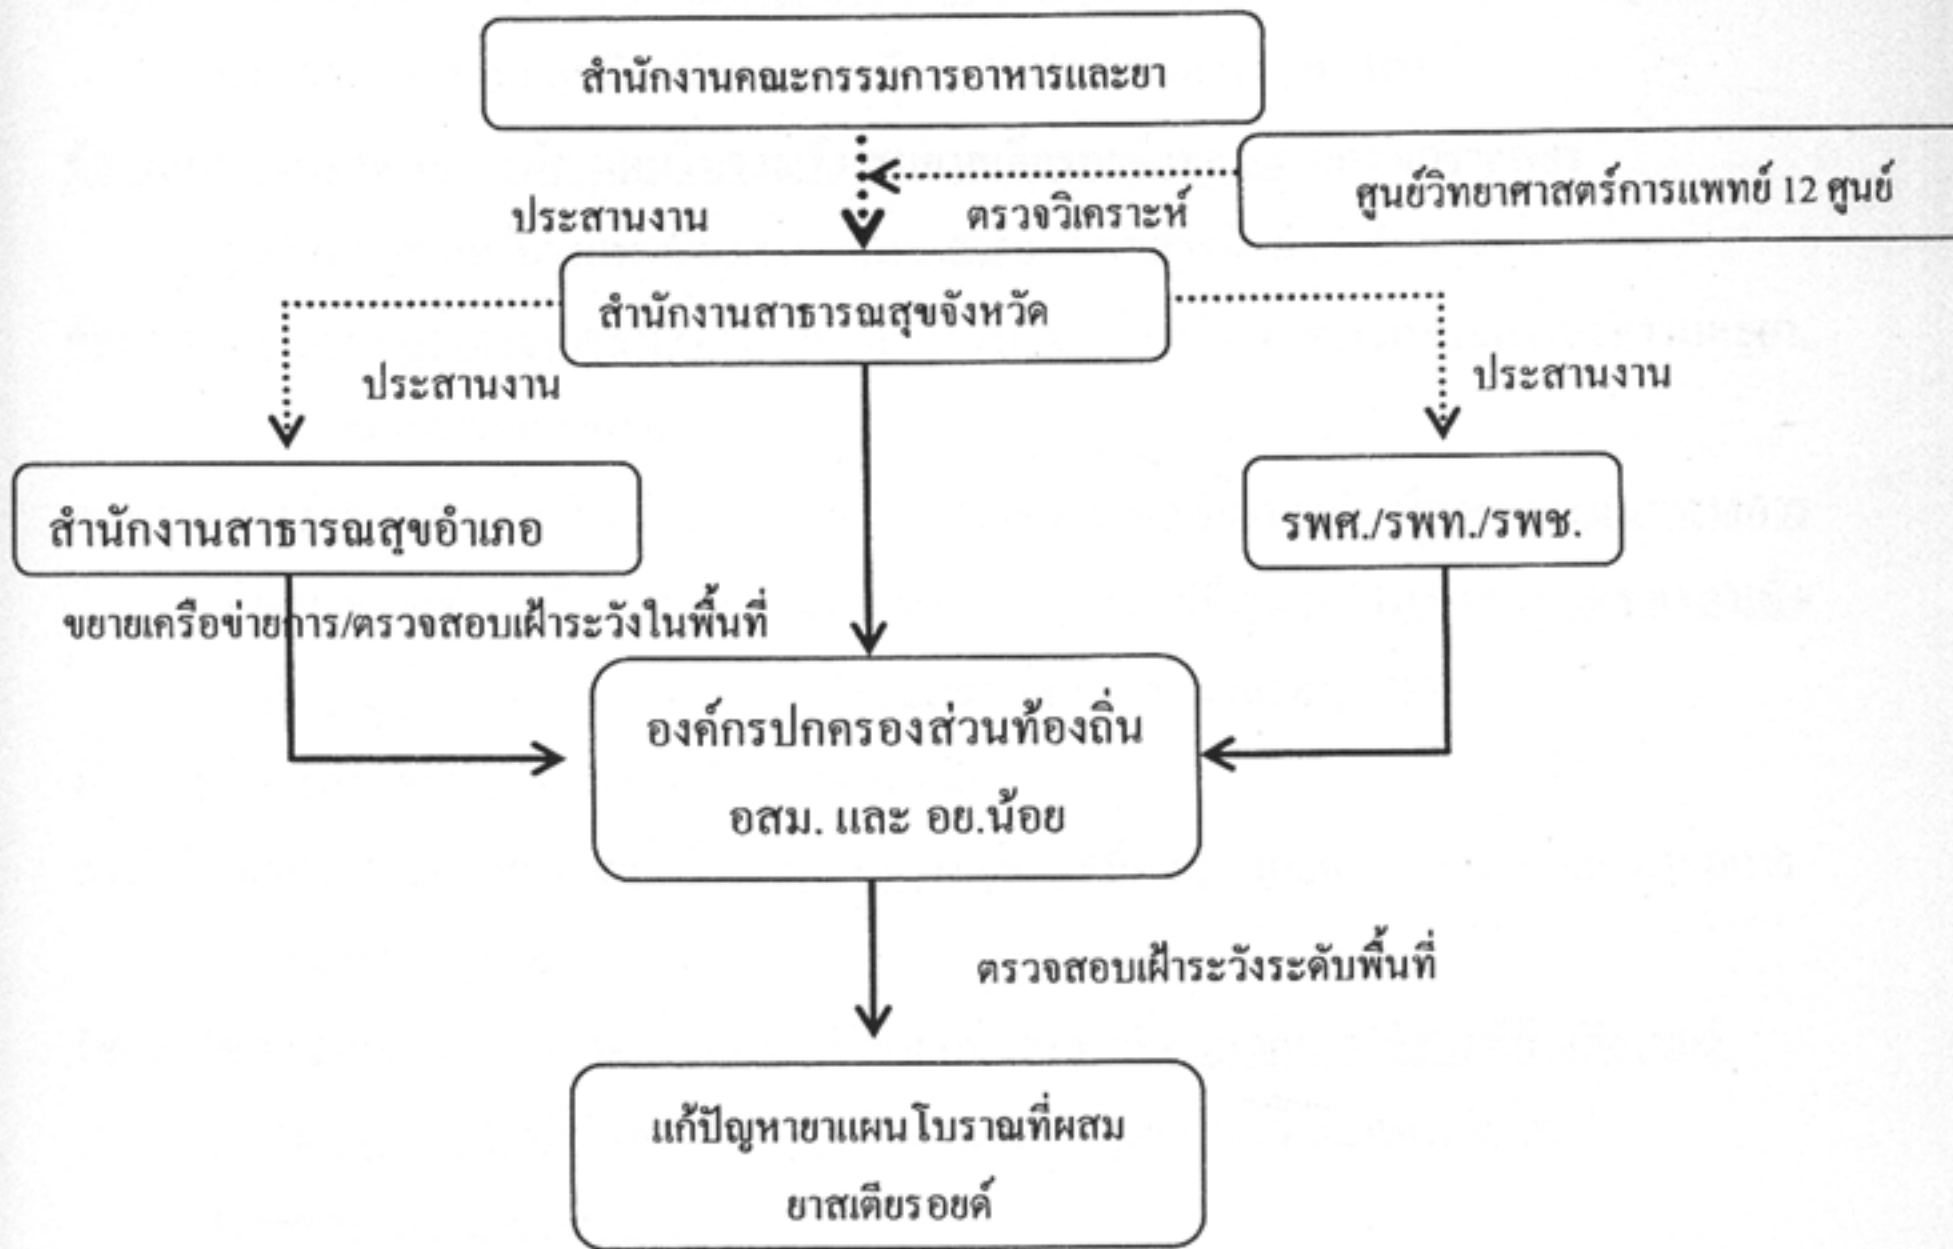 สำนักงานคณะกรรมการอาหารและยา
ศูนย์วิทยาศาสตร์การแพทย์ 12 ศูนย์
ประสานงาน
ตรวจวิเคราะห์
สำนักงานสาธารณสุขจังหวัด
ประสานงาน
ประสานงาน
สำนักงานสาธารณสุขอำเภอ
รพศ./รพท./รพช.
ขยายเครือข่ายการ/ตรวจสอบเฝ้าระวังในพื้นที่
องค์กรปกครองส่วนท้องถิ่น
อสม. และ อย.น้อย
ตรวจสอบเฝ้าระวังระดับพื้นที่
แก้ปัญหายาแผนโบราณที่ผสม
ยาสเตียรอยด์